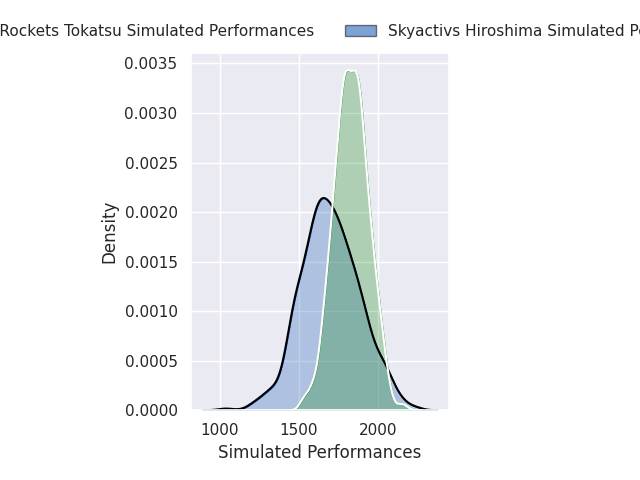 Rockets Tokatsu Simulated Performances
Skyactivs Hiroshima Simulated
0.0035
0.0030
0.0025
0.0020
0.0015
0.0010
0.0005
0.0000
Density
1000 1500 2000
Simulated Performances